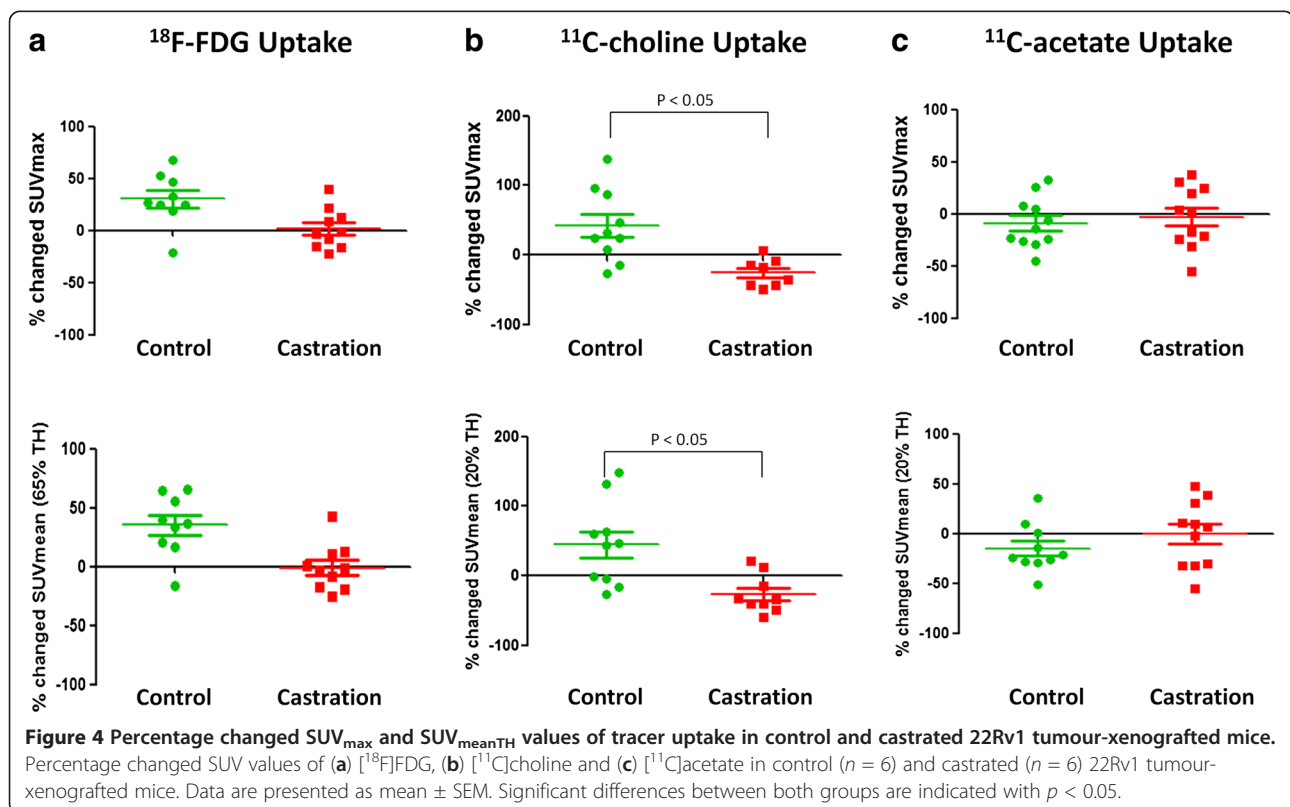 a ¹⁸F-FDG Uptake
b ¹¹C-choline Uptake
c ¹¹C-acetate Uptake
% changed SUVmax
100
50
0
-50
-100
Control Castration
P < 0.05
% changed SUVmax
200
100
0
-100
Control Castration
% changed SUVmax
100
50
0
-50
-100
Control Castration
% changed SUVmean (65% TH)
100
50
0
-50
-100
Control Castration
P < 0.05
% changed SUVmean (20% TH)
200
100
0
-100
Control Castration
% changed SUVmean (20% TH)
100
50
0
-50
-100
Control Castration
Figure 4 Percentage changed SUVmax and SUVmeanTH values of tracer uptake in control and castrated 22Rv1 tumour-xenografted mice.
Percentage changed SUV values of (a) [¹⁸F]FDG, (b) [¹¹C]choline and (c) [¹¹C]acetate in control (n = 6) and castrated (n = 6) 22Rv1 tumour-
xenografted mice. Data are presented as mean ± SEM. Significant differences between both groups are indicated with p < 0.05.